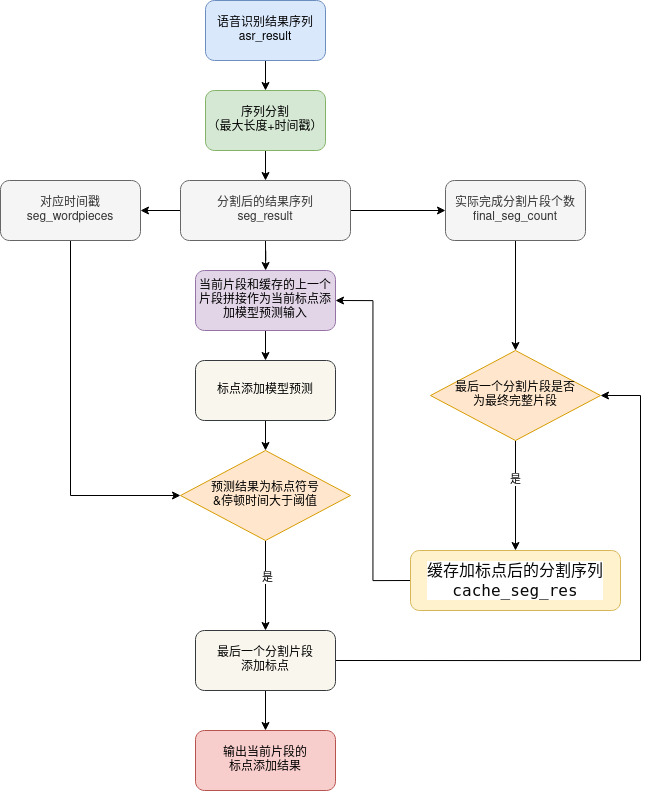 语音识别结果序列
asr_result
序列分割
（最大长度+时间戳）
对应时间戳
seg_wordpieces
分割后的结果序列
seg_result
实际完成分割片段个数
final_seg_count
当前片段和缓存的上一个
片段拼接作为当前标点添
加模型预测输入
标点添加模型预测
最后一个分割片段是否
为最终完整片段
预测结果为标点符号
&停顿时间大于阈值
是
缓存加标点后的分割序列
cache_seg_res
是
最后一个分割片段
添加标点
输出当前片段的
标点添加结果